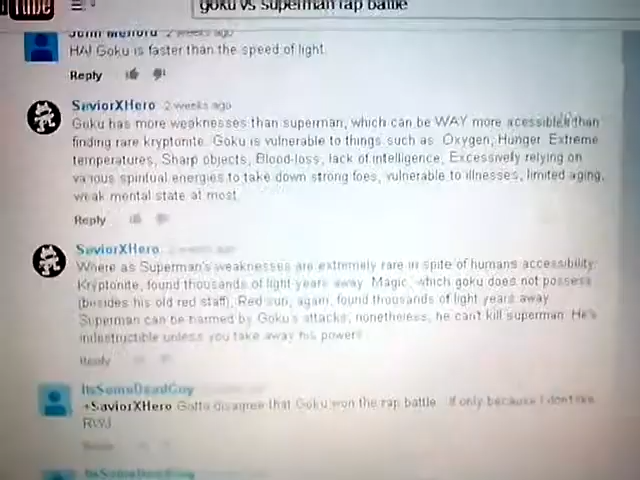 Tube
goku vs superman rap battle
John 2 weeks ago
HA! Goku is faster than the speed of light.
Reply
SaviorXHero 2 weeks ago
Goku has more weaknesses than superman, which can be WAY more acessible than
finding rare kryptonite. Goku is vulnerable to things such as  Oxygen, Hunger  Extreme
temperatures, Sharp objects, Blood-loss, lack of intelligence, Excessively relying on
various spiritual energies to take down strong foes, vulnerable to illnesses, limited aging,
weak mental state at most
Reply
SaviorXHero 2 weeks ago
Where as Superman's weaknesses are extremely rare in spite of humans accessibility.
Kryptonite, found thousands of light years away. Magic, which goku does not possess
(besides his old red staff), Red sun, again, found thousands of light years away
Superman can be harmed by Goku's attacks, nonetheless, he can't kill superman. He's
indestructible unless you take away his powers
Reply
ItsSomeDeadGuy
+SaviorXHero Gotta disagree that Goku won the rap battle . If only because I don't like
RWJ
Reply
ItsSomeDeadGuy